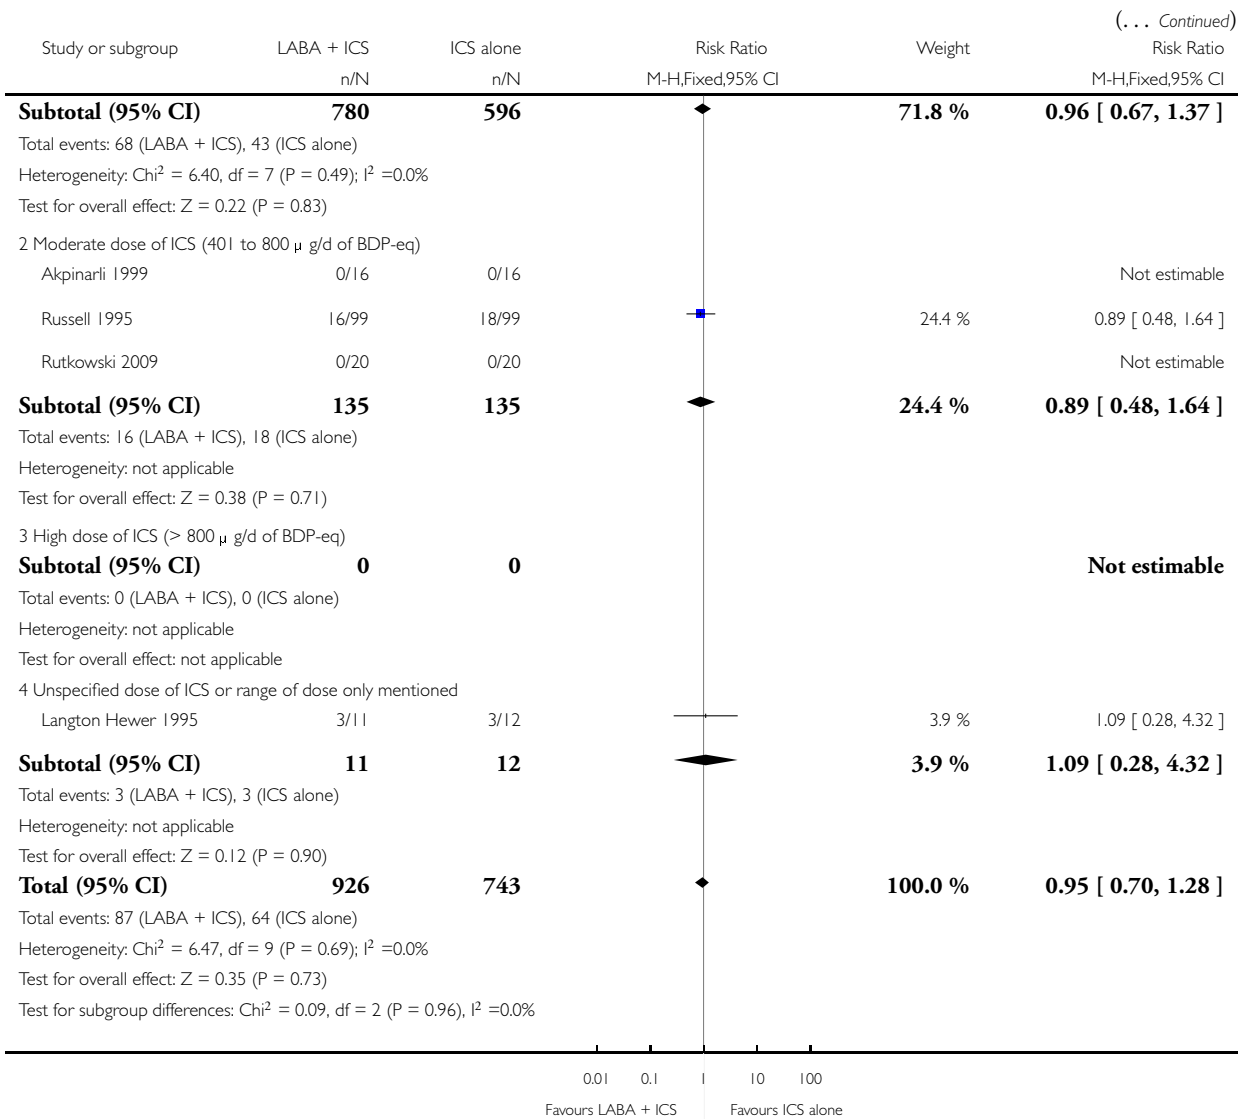 (... Continued)
Study or subgroup LABA + ICS ICS alone Risk Ratio Weight Risk Ratio
n/N n/N M-H,Fixed,95% CI M-H,Fixed,95% CI
Subtotal (95% CI) 780 596 71.8 % 0.96 [ 0.67, 1.37 ]
Total events: 68 (LABA + ICS), 43 (ICS alone)
Heterogeneity: Chi² = 6.40, df = 7 (P = 0.49); I² =0.0%
Test for overall effect: Z = 0.22 (P = 0.83)
2 Moderate dose of ICS (401 to 800 μ g/d of BDP-eq)
Akpinarli 1999 0/16 0/16 Not estimable
Russell 1995 16/99 18/99 24.4 % 0.89 [ 0.48, 1.64 ]
Rutkowski 2009 0/20 0/20 Not estimable
Subtotal (95% CI) 135 135 24.4 % 0.89 [ 0.48, 1.64 ]
Total events: 16 (LABA + ICS), 18 (ICS alone)
Heterogeneity: not applicable
Test for overall effect: Z = 0.38 (P = 0.71)
3 High dose of ICS (> 800 μ g/d of BDP-eq)
Subtotal (95% CI) 0 0 Not estimable
Total events: 0 (LABA + ICS), 0 (ICS alone)
Heterogeneity: not applicable
Test for overall effect: not applicable
4 Unspecified dose of ICS or range of dose only mentioned
Langton Hewer 1995 3/11 3/12 3.9 % 1.09 [ 0.28, 4.32 ]
Subtotal (95% CI) 11 12 3.9 % 1.09 [ 0.28, 4.32 ]
Total events: 3 (LABA + ICS), 3 (ICS alone)
Heterogeneity: not applicable
Test for overall effect: Z = 0.12 (P = 0.90)
Total (95% CI) 926 743 100.0 % 0.95 [ 0.70, 1.28 ]
Total events: 87 (LABA + ICS), 64 (ICS alone)
Heterogeneity: Chi² = 6.47, df = 9 (P = 0.69); I² =0.0%
Test for overall effect: Z = 0.35 (P = 0.73)
Test for subgroup differences: Chi² = 0.09, df = 2 (P = 0.96), I² =0.0%
0.01 0.1 1 10 100
Favours LABA + ICS Favours ICS alone